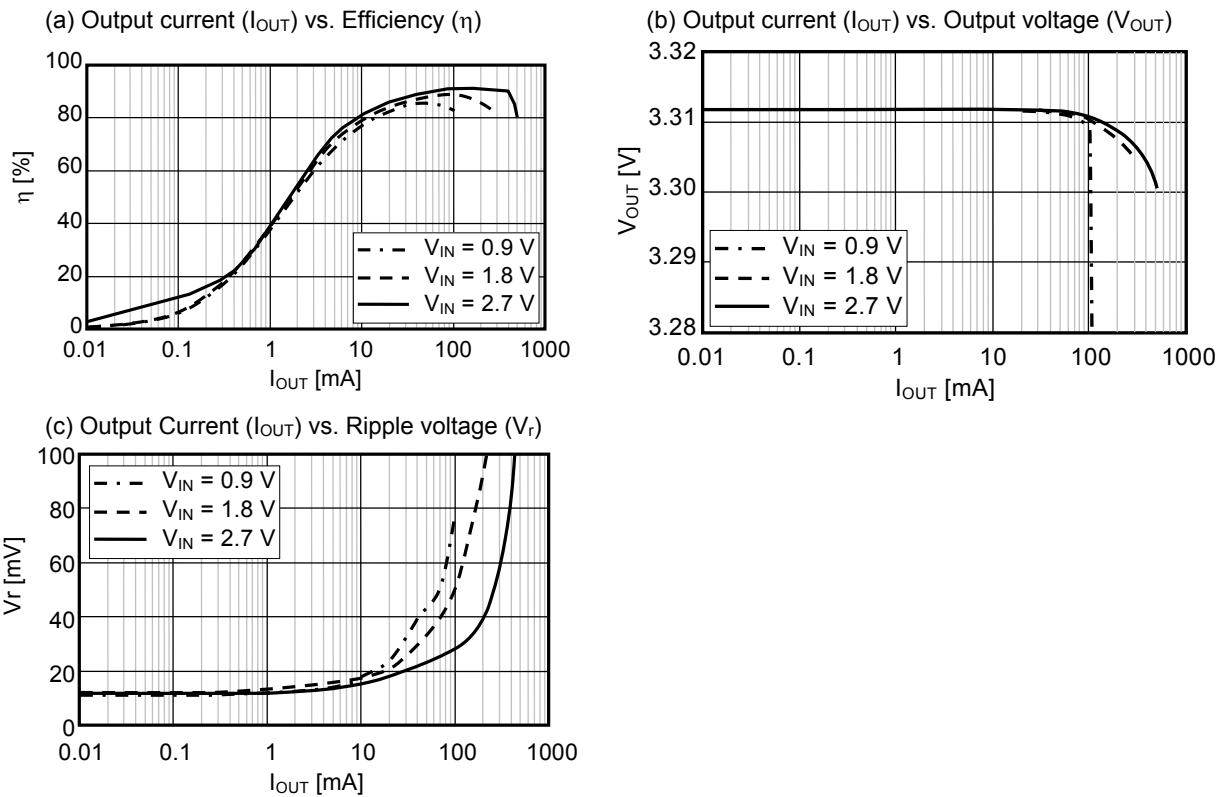 (a) Output current (IOUT) vs. Efficiency (η)
100
80
60
40
20
0
η [%]
0.01
0.1
1
10
100
1000
IOUT [mA]
VIN = 0.9 V
VIN = 1.8 V
VIN = 2.7 V
(b) Output current (IOUT) vs. Output voltage (VOUT)
3.32
3.31
3.30
3.29
3.28
VOUT [V]
0.01
0.1
1
10
100
1000
IOUT [mA]
VIN = 0.9 V
VIN = 1.8 V
VIN = 2.7 V
(c) Output Current (IOUT) vs. Ripple voltage (Vr)
100
80
60
40
20
0
Vr [mV]
0.01
0.1
1
10
100
1000
IOUT [mA]
VIN = 0.9 V
VIN = 1.8 V
VIN = 2.7 V